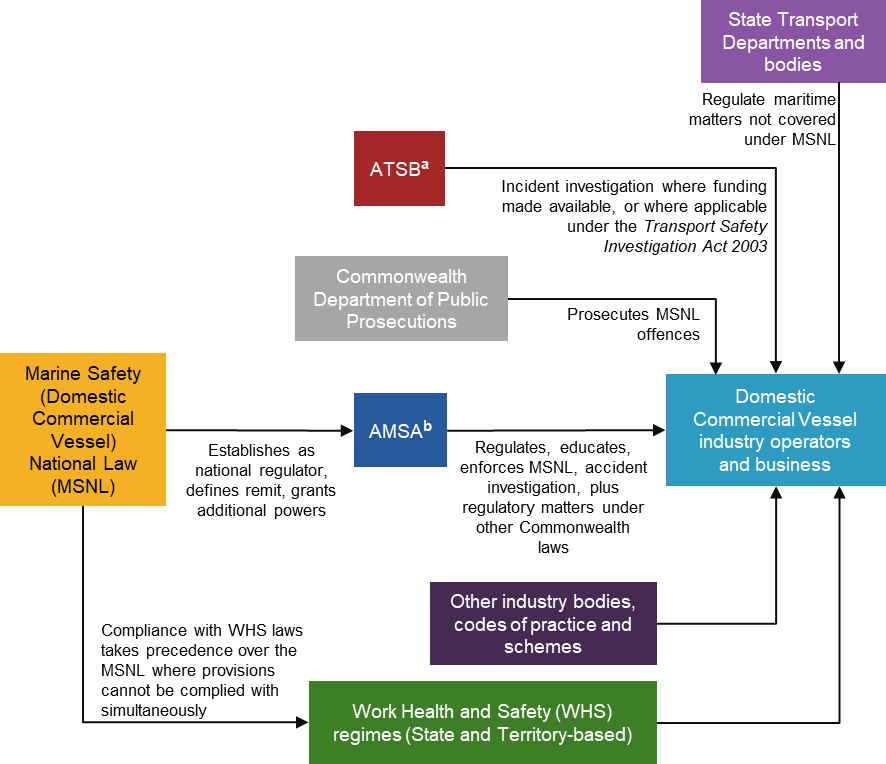 State Transport
Departments and
bodies
Regulate maritime
matters not covered
under MSNL
ATSBa
Incident investigation where funding
made available, or where applicable
under the Transport Safety
Investigation Act 2003
Commonwealth
Department of Public
Prosecutions
Prosecutes MSNL
offences
Marine Safety
(Domestic
Commercial
Vessel)
National Law
(MSNL)
Establishes as
national regulator,
defines remit, grants
additional powers
AMSAb
Regulates, educates,
enforces MSNL, accident
investigation, plus
regulatory matters under
other Commonwealth
laws
Domestic
Commercial Vessel
industry operators
and business
Other industry bodies,
codes of practice and
schemes
Compliance with WHS laws
takes precedence over the
MSNL where provisions
cannot be complied with
simultaneously
Work Health and Safety (WHS)
regimes (State and Territory-based)